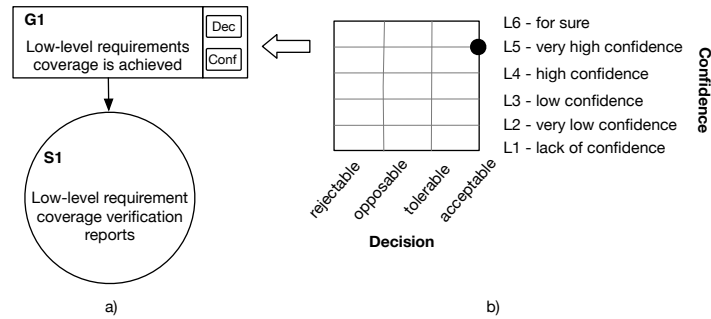 G1
Low-level requirements
coverage is achieved
Dec
Conf
S1
Low-level requirement
coverage verification
reports
a)
L6 - for sure
L5 - very high confidence
L4 - high confidence
L3 - low confidence
L2 - very low confidence
L1 - lack of confidence
Confidence
rejectable
opposable
tolerable
acceptable
Decision
b)